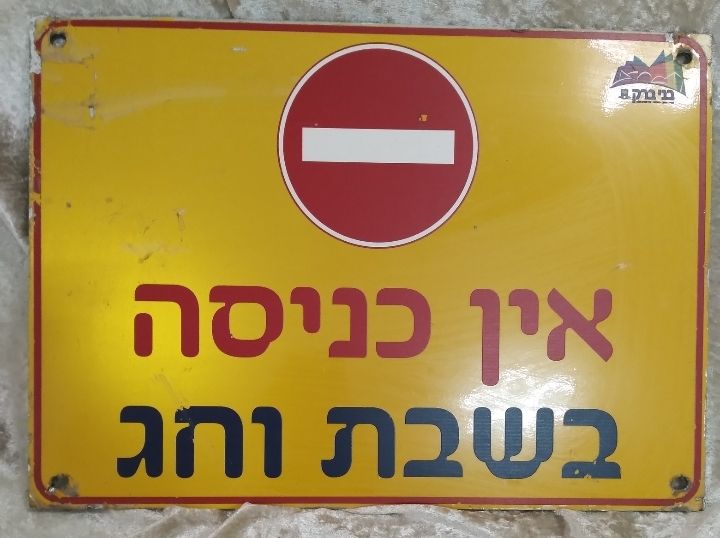 בני ברק
אין כניסה
בשבת וחג